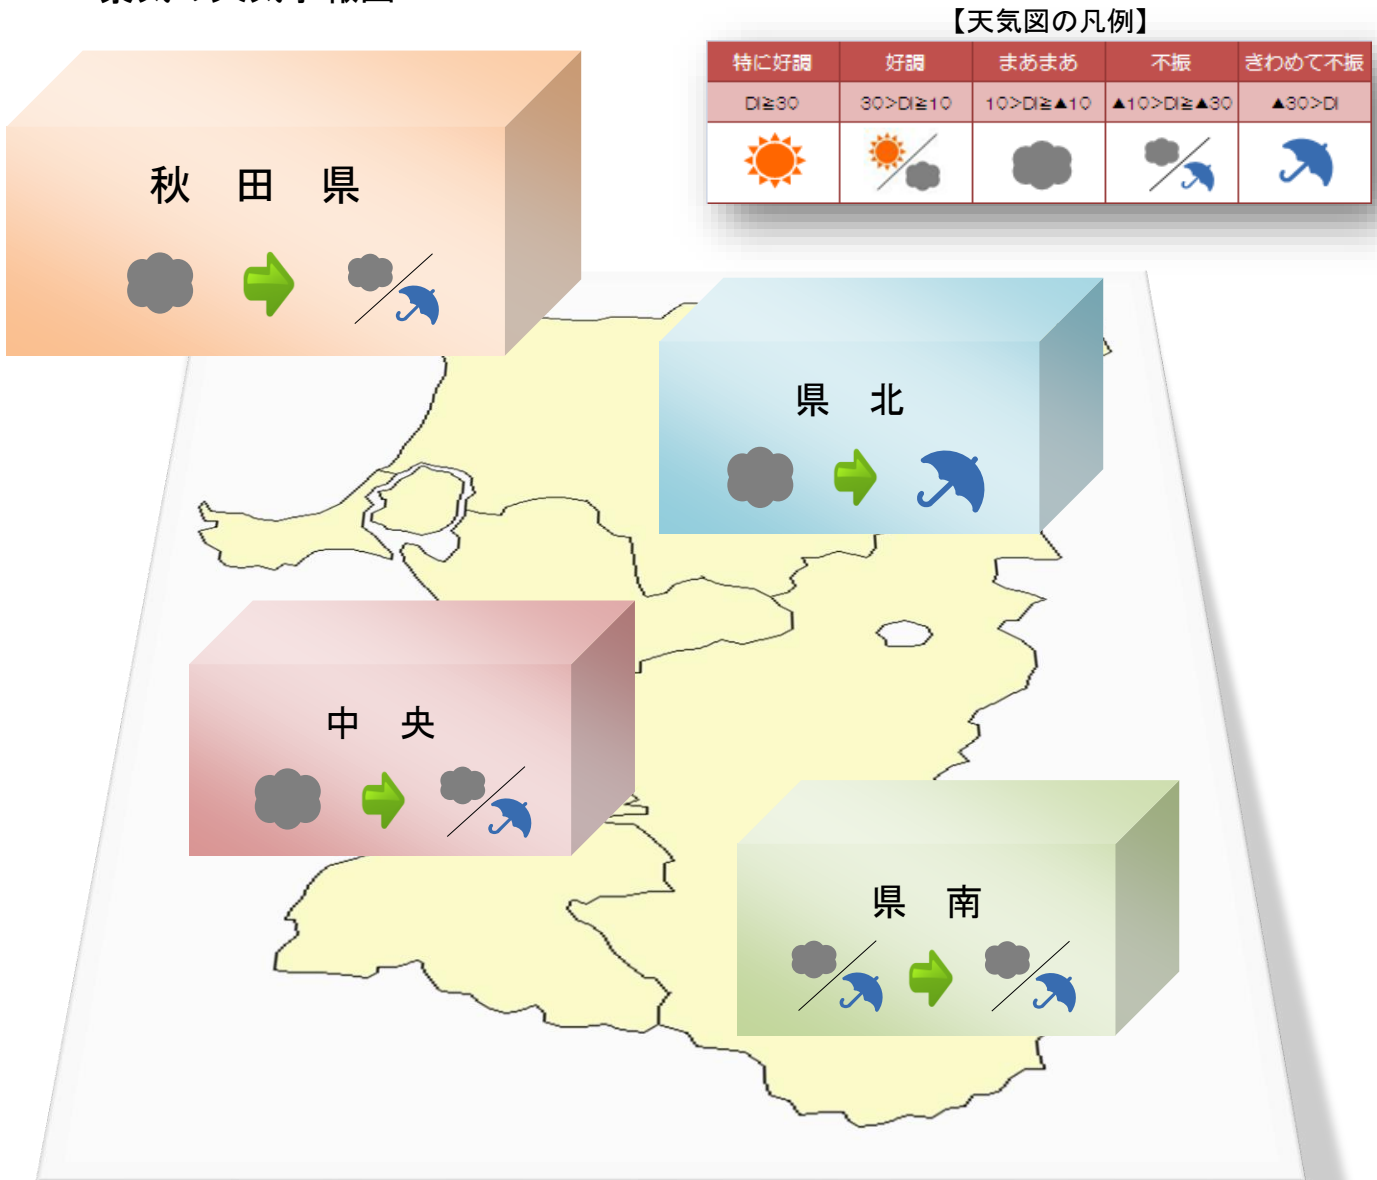 【天気図の凡例】
特に好調 好調 まあまあ 不振 きわめて不振
DI≧30 30>DI≧10 10>DI≧▲10 ▲10>DI≧▲30 ▲30>DI
秋 田 県
県 北
中 央
県 南